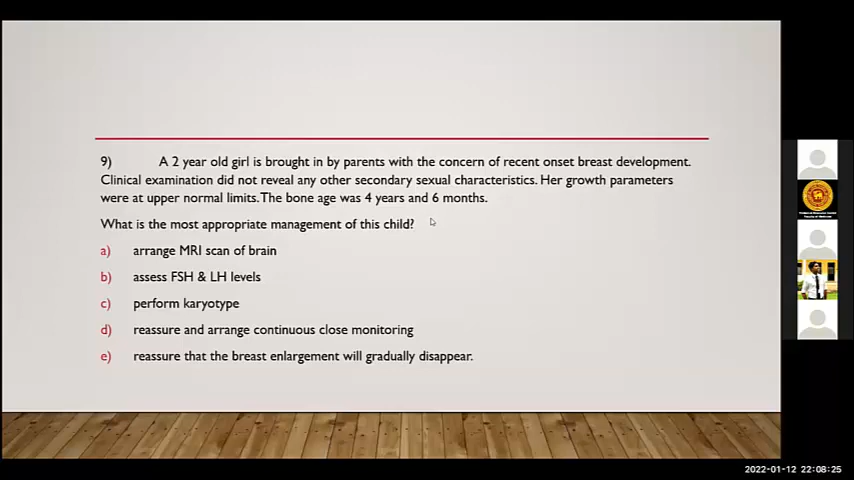 9) A 2 year old girl is brought in by parents with the concern of recent onset breast development.
Clinical examination did not reveal any other secondary sexual characteristics. Her growth parameters
were at upper normal limits. The bone age was 4 years and 6 months.
What is the most appropriate management of this child?
a) arrange MRI scan of brain
b) assess FSH & LH levels
c) perform karyotype
d) reassure and arrange continuous close monitoring
e) reassure that the breast enlargement will gradually disappear.
2022-01-12 22:08:25